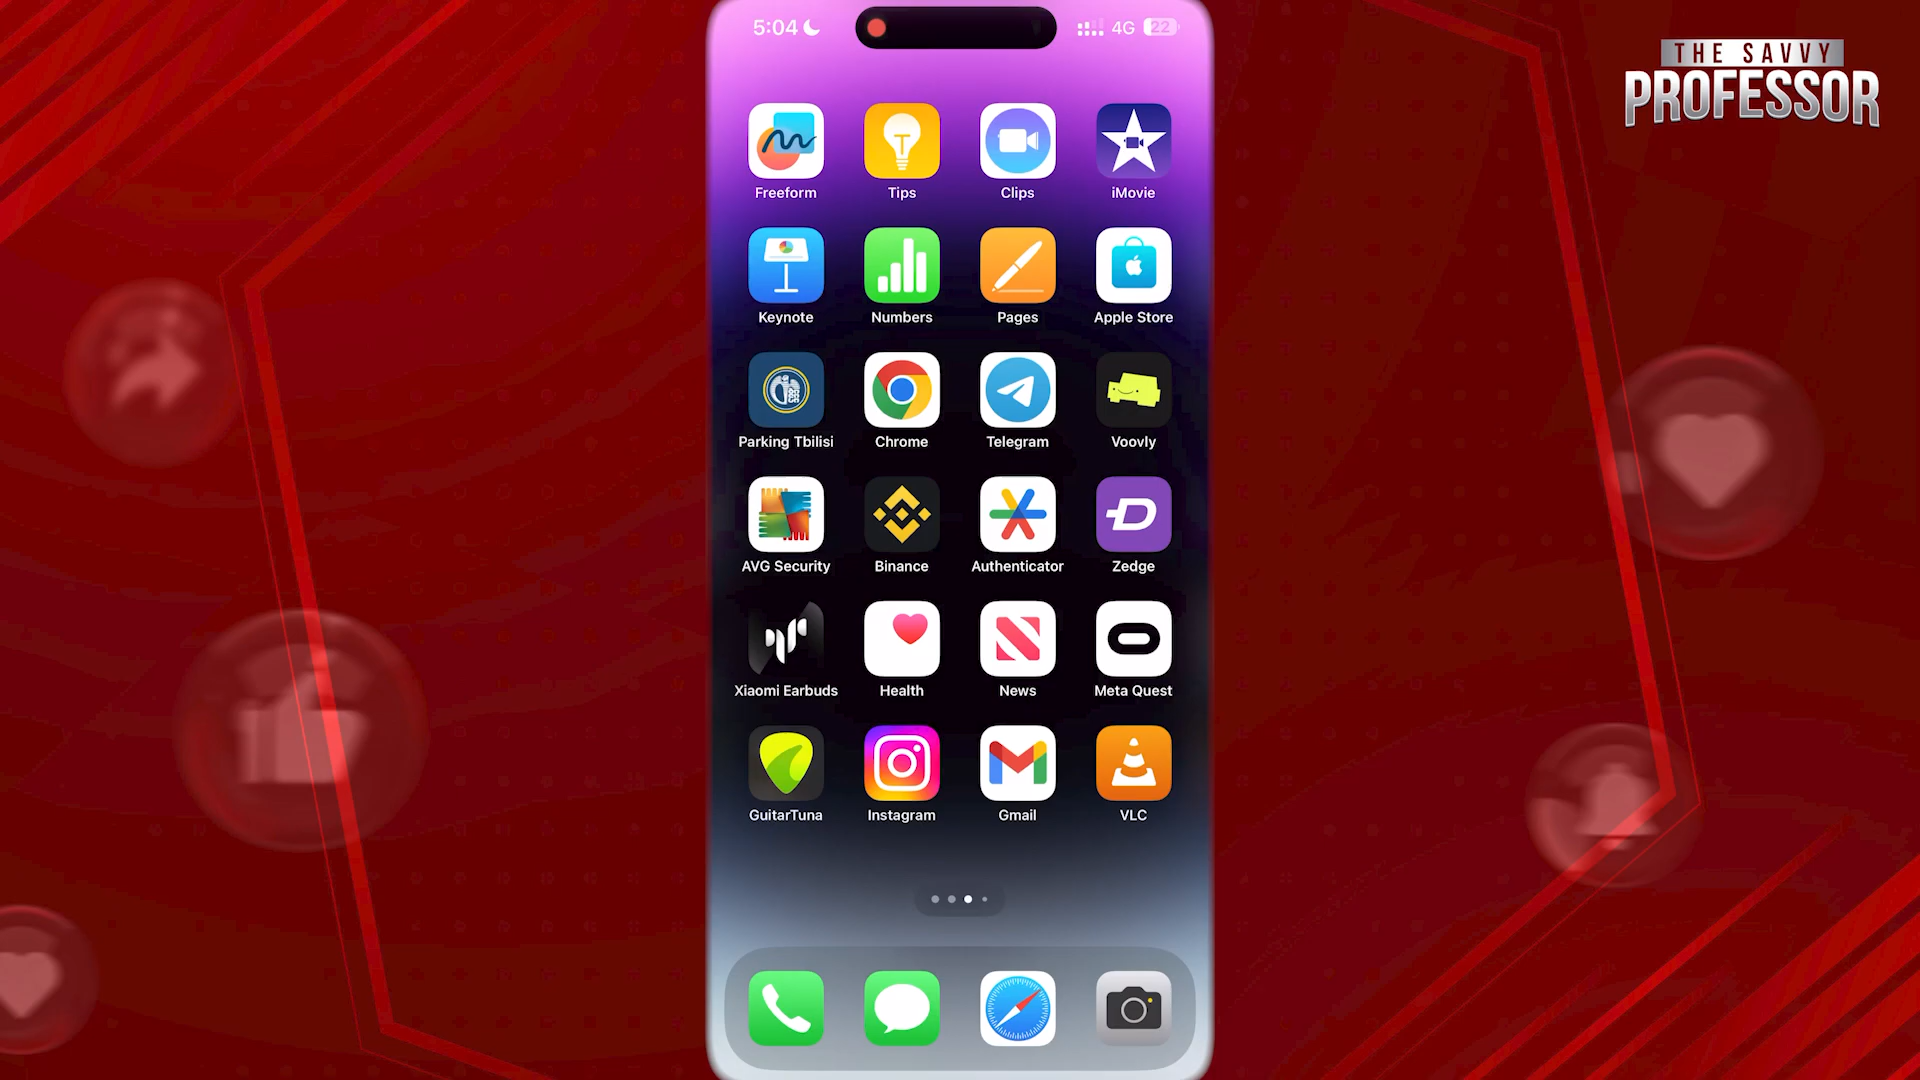 5:04
4G 22
THE SAVVY
PROFESSOR
Freeform Tips Clips iMovie
Keynote Numbers Pages Apple Store
Parking Tbilisi Chrome Telegram Voovly
AVG Security Binance Authenticator Zedge
Xiaomi Earbuds Health News Meta Quest
GuitarTuna Instagram Gmail VLC